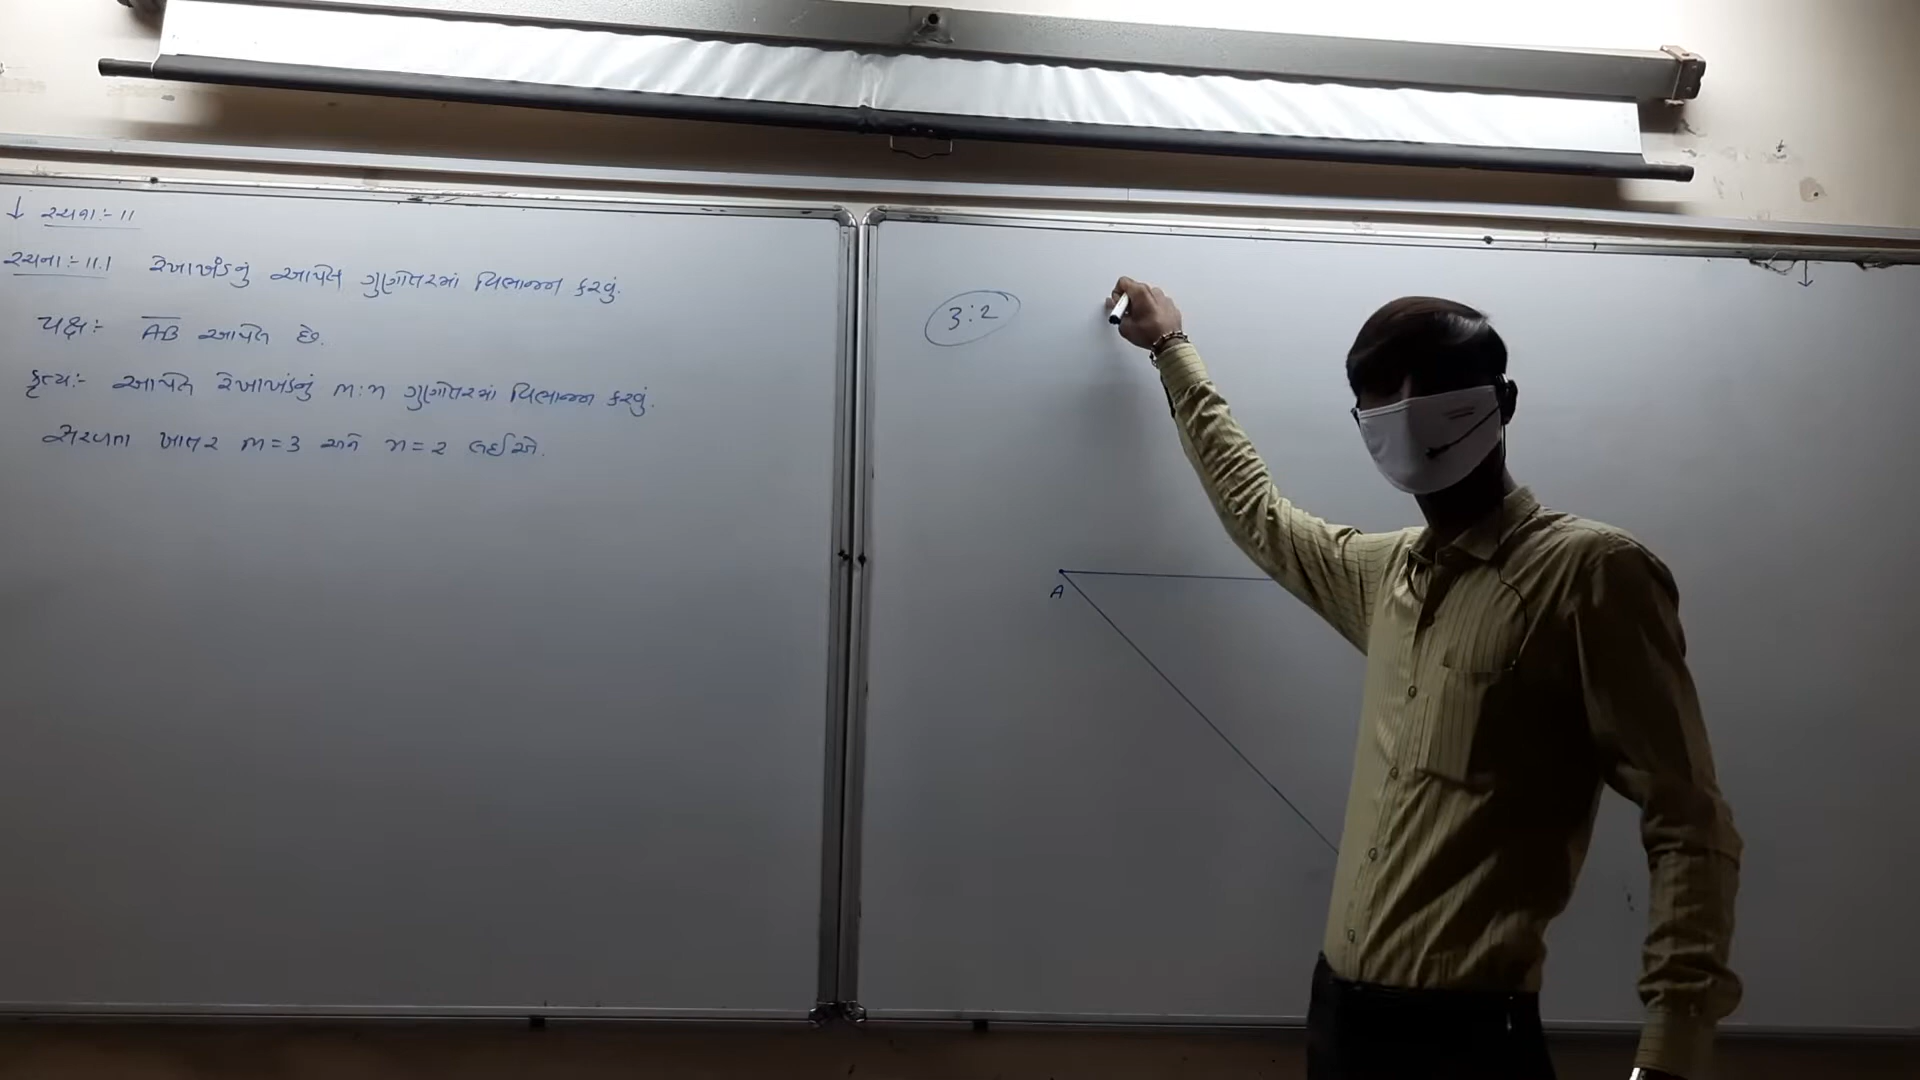 ↓ રચના:- 11
રચના:- 11.1 રેખાખંડનું આપેલ ગુણોત્તરમાં વિભાજન કરવું.
પક્ષ:- AB આપેલ છે.
કૃત્ય:- આપેલ રેખાખંડનું m:n ગુણોત્તરમાં વિભાજન કરવું.
સરળતા ખાતર m=3 અને n=2 લઈએ.
3:2
A